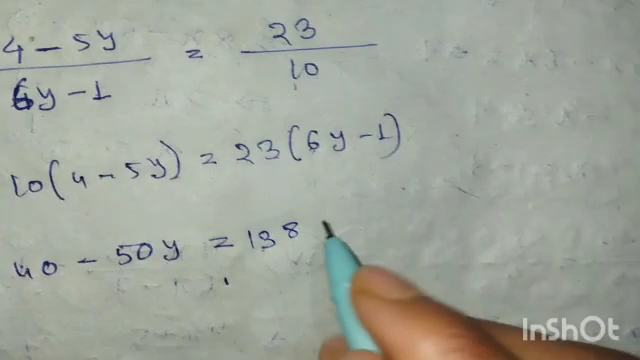 4 - 5y / 6y - 1 = 23 / 10
10(4 - 5y) = 23(6y - 1)
40 - 50y = 138
InShOt